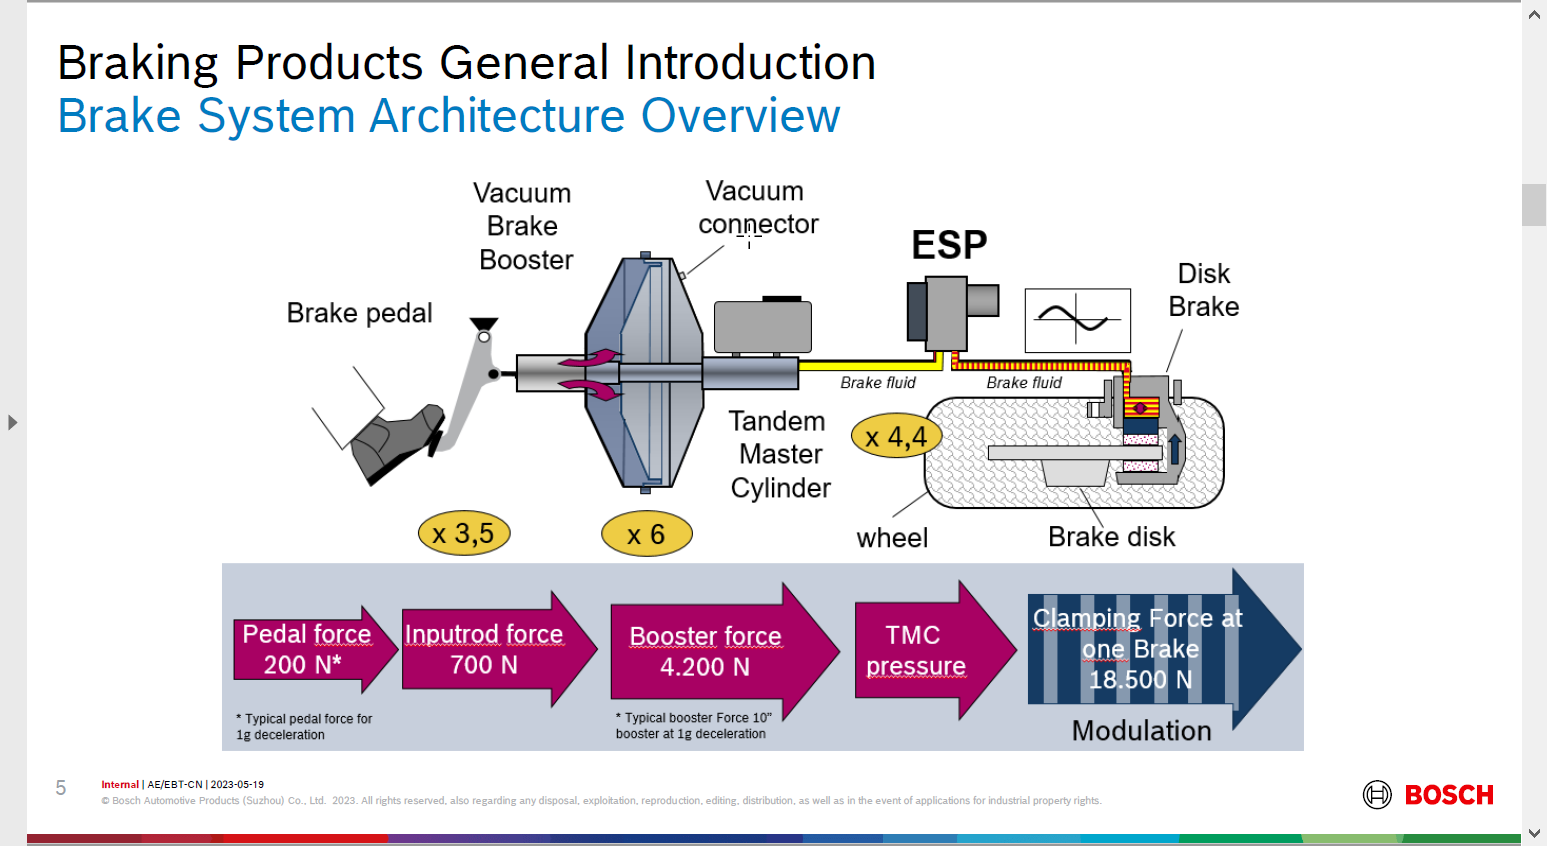 Braking Products General Introduction
Brake System Architecture Overview
Vacuum
Brake
Booster
Vacuum
connector
ESP
Disk
Brake
Brake pedal
Brake fluid
Brake fluid
Tandem
Master
Cylinder
x 4,4
wheel
Brake disk
x 3,5
x 6
Pedal force
200 N*
Inputrod force
700 N
Booster force
4.200 N
TMC
pressure
Clamping Force at
one Brake
18.500 N
* Typical pedal force for
1g deceleration
* Typical booster Force 10”
booster at 1g deceleration
Modulation
5
Internal | AE/EBT-CN | 2023-05-19
© Bosch Automotive Products (Suzhou) Co., Ltd. 2023. All rights reserved, also regarding any disposal, exploitation, reproduction, editing, distribution, as well as in the event of applications for industrial property rights.
BOSCH